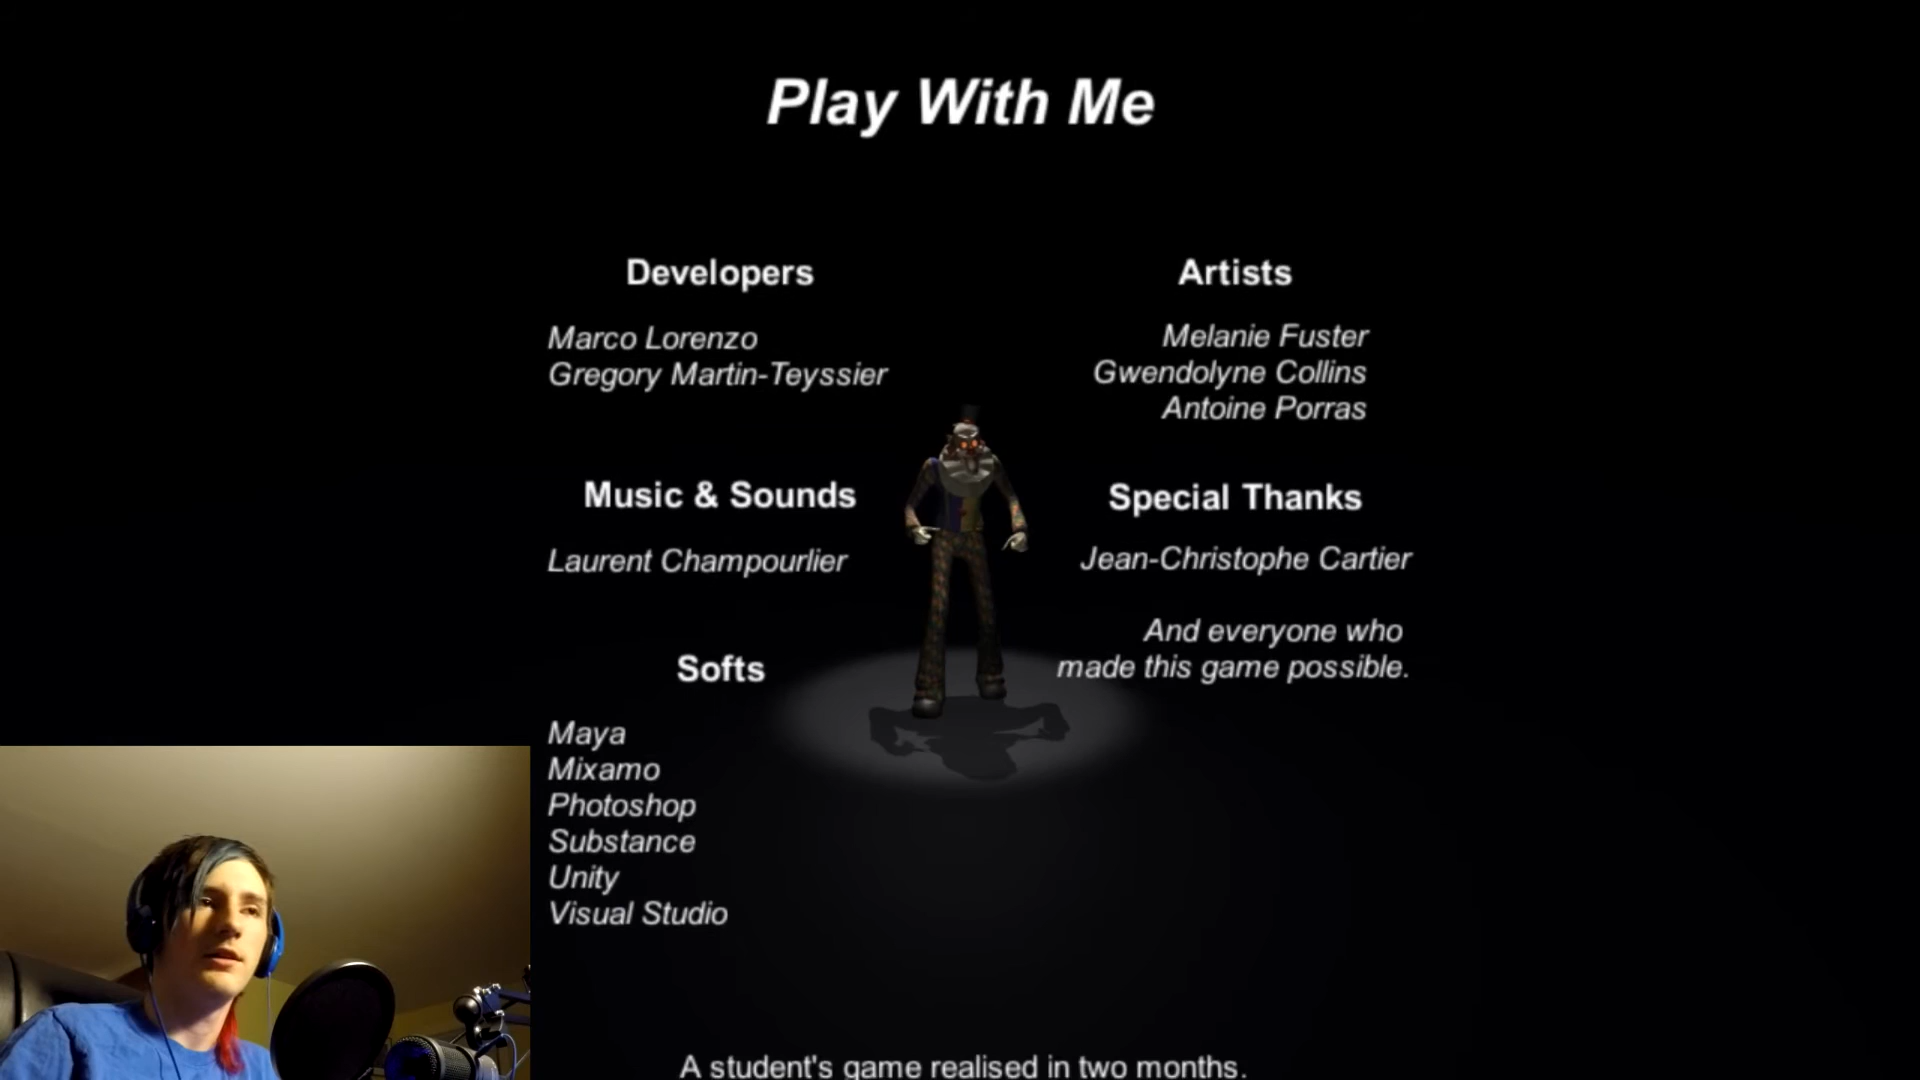 Play With Me
Developers
Marco Lorenzo
Gregory Martin-Teyssier
Artists
Melanie Fuster
Gwendolyne Collins
Antoine Porras
Music & Sounds
Laurent Champourlier
Special Thanks
Jean-Christophe Cartier
And everyone who
made this game possible.
Softs
Maya
Mixamo
Photoshop
Substance
Unity
Visual Studio
A student's game realised in two months.